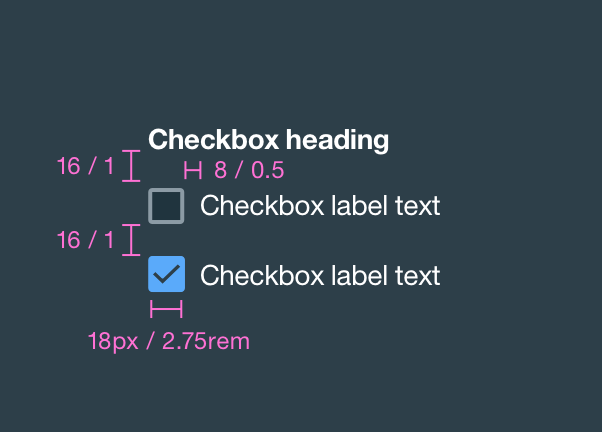 Checkbox heading
16 / 1
8 / 0.5
Checkbox label text
16 / 1
Checkbox label text
18px / 2.75rem